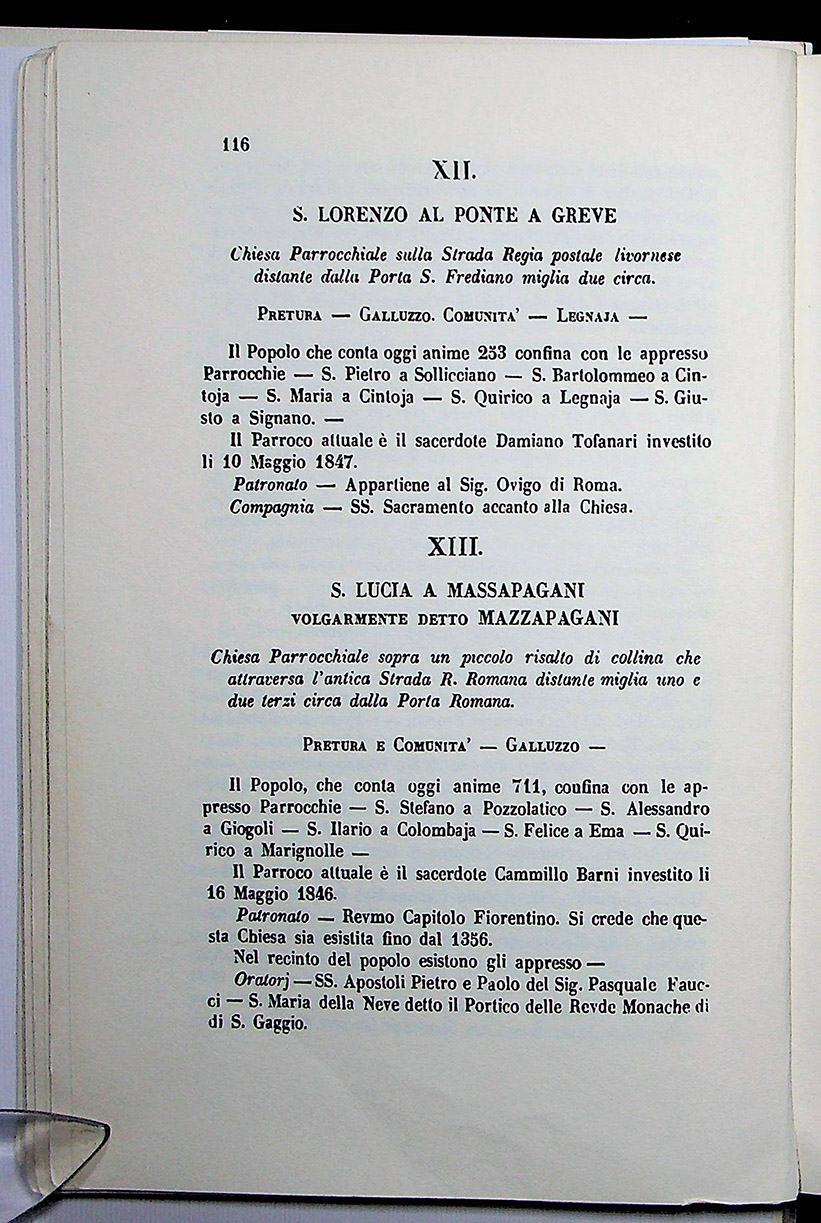 116
XII.
S. LORENZO AL PONTE A GREVE
Chiesa Parrocchiale sulla Strada Regia postale livornese
distante dalla Porta S. Frediano miglia due circa.
PRETURA — GALLUZZO. COMUNITA' — LEGNAJA —
Il Popolo che conta oggi anime 253 confina con le appresso
Parrocchie — S. Pietro a Sollicciano — S. Bartolommeo a Cin-
toja — S. Maria a Cintoja — S. Quirico a Legnaja — S. Giu-
sto a Signano. —
Il Parroco attuale è il sacerdote Damiano Tofanari investito
li 10 Maggio 1847.
Patronato — Appartiene al Sig. Ovigo di Roma.
Compagnia — SS. Sacramento accanto alla Chiesa.
XIII.
S. LUCIA A MASSAPAGANI
VOLGARMENTE DETTO MAZZAPAGANI
Chiesa Parrocchiale sopra un piccolo risalto di collina che
attraversa l'antica Strada R. Romana distante miglia uno e
due terzi circa dalla Porta Romana.
PRETURA E COMUNITA' — GALLUZZO —
Il Popolo, che conta oggi anime 711, confina con le ap-
presso Parrocchie — S. Stefano a Pozzolatico — S. Alessandro
a Giogoli — S. Ilario a Colombaja — S. Felice a Ema — S. Qui-
rico a Marignolle —
Il Parroco attuale è il sacerdote Cammillo Barni investito li
16 Maggio 1846.
Patronato — Revmo Capitolo Fiorentino. Si crede che que-
sta Chiesa sia esistita fino dal 1356.
Nel recinto del popolo esistono gli appresso —
Oratorj — SS. Apostoli Pietro e Paolo del Sig. Pasquale Fauc-
ci — S. Maria della Neve detto il Portico delle Revde Monache di
di S. Gaggio.